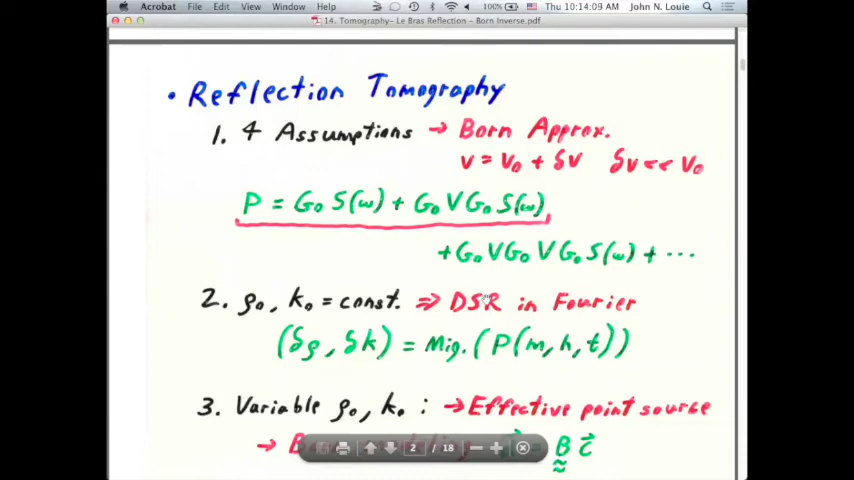 Acrobat File Edit View Window Help 100% Thu 10:14:09 AM John N. Louie
14. Tomography– Le Bras Reflection – Born Inverse.pdf
• Reflection Tomography
1. 4 Assumptions → Born Approx.
v = v₀ + δv δv << v₀
P = G₀ S(ω) + G₀ V G₀ S(ω)
+ G₀ V G₀ V G₀ S(ω) + ...
2. ρ₀, k₀ = const. ⇒ DSR in Fourier
(δρ, δk) = Mig. (P(m, h, t))
3. Variable ρ₀, k₀ : → Effective point source
→ = B c⃗
2 / 18